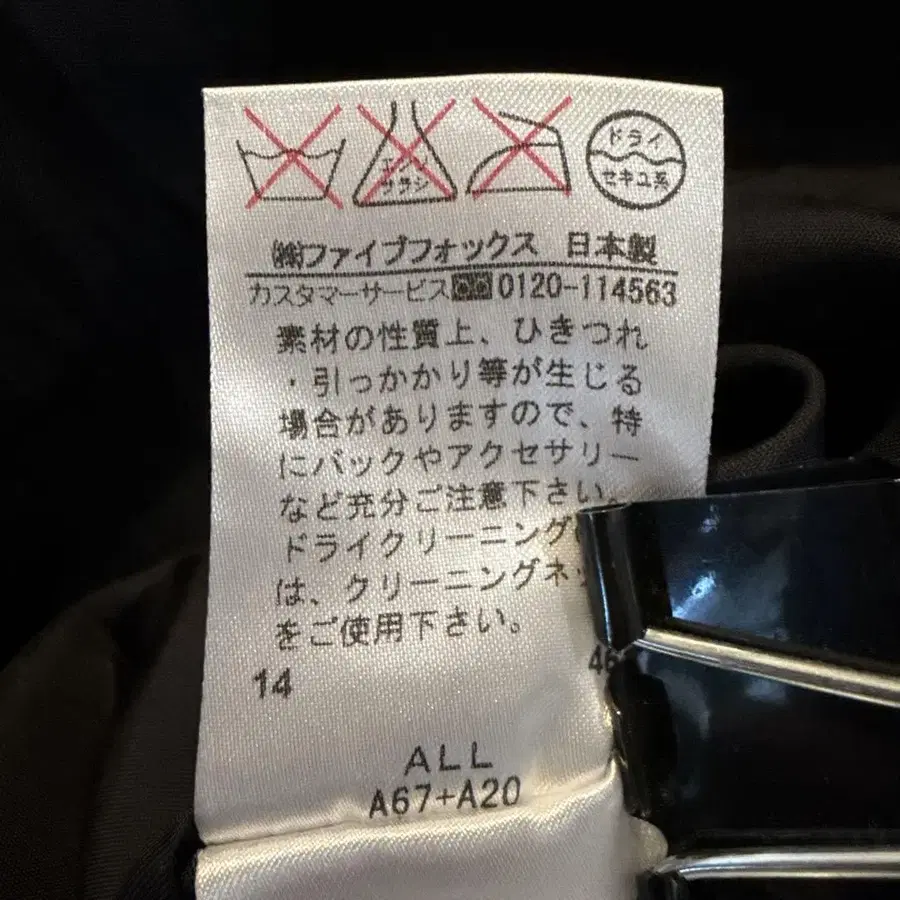 エンソ
サラシ
ドライ
セキユ系
㈱ファイブフォックス 日本製
カスタマーサービス 0120-114563
素材の性質上、ひきつれ
・引っかかり等が生じる
場合がありますので、特
にバックやアクセサリー
など充分ご注意下さい。
ドライクリーニング
は、クリーニングネッ
をご使用下さい。
14 46
ALL
A67+A20